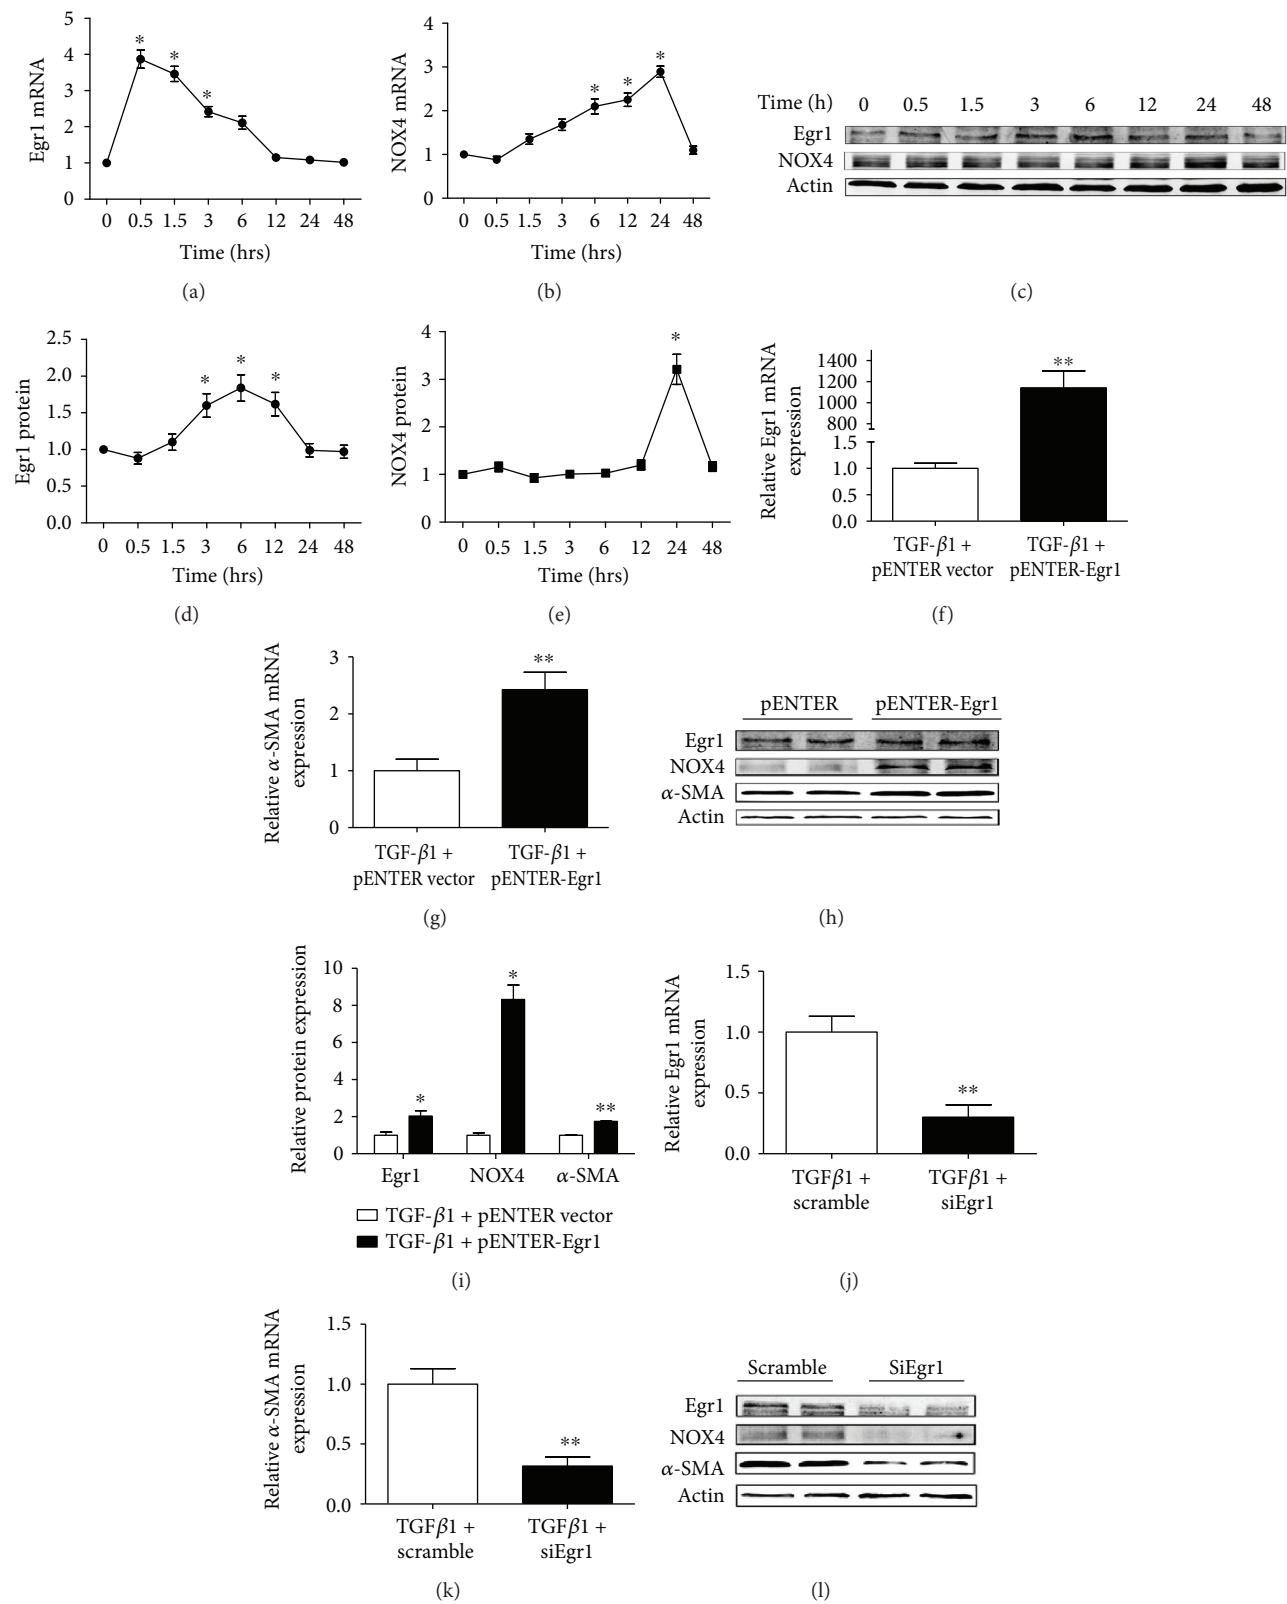 5
4
3
2
1
0
Egr1 mRNA
*
*
*
0 0.5 1.5 3 6 12 24 48
Time (hrs)
(a)
4
3
2
1
0
NOX4 mRNA
*
*
*
0 0.5 1.5 3 6 12 24 48
Time (hrs)
(b)
Time (h) 0 0.5 1.5 3 6 12 24 48
Egr1
NOX4
Actin
(c)
2.5
2.0
1.5
1.0
0.5
0.0
Egr1 protein
*
*
*
0 0.5 1.5 3 6 12 24 48
Time (hrs)
(d)
4
3
2
1
0
NOX4 protein
*
0 0.5 1.5 3 6 12 24 48
Time (hrs)
(e)
Relative Egr1 mRNA
expression
1400
1200
1000
1.5
1.0
0.5
0.0
**
TGF-β1 +
pENTER vector
TGF-β1 +
pENTER-Egr1
(f)
Relative α-SMA mRNA
expression
3
2
1
0
**
TGF-β1 +
pENTER vector
TGF-β1 +
pENTER-Egr1
(g)
pENTER pENTER-Egr1
Egr1
NOX4
α-SMA
Actin
(h)
Relative protein expression
10
8
6
4
2
0
*
*
**
Egr1 NOX4 α-SMA
TGF-β1 + pENTER vector
TGF-β1 + pENTER-Egr1
(i)
Relative Egr1 mRNA
expression
1.5
1.0
0.5
0.0
**
TGFβ1 +
scramble
TGFβ1 +
siEgr1
(j)
Relative α-SMA mRNA
expression
1.5
1.0
0.5
0.0
**
TGFβ1 +
scramble
TGFβ1 +
siEgr1
(k)
Scramble SiEgr1
Egr1
NOX4
α-SMA
Actin
(l)